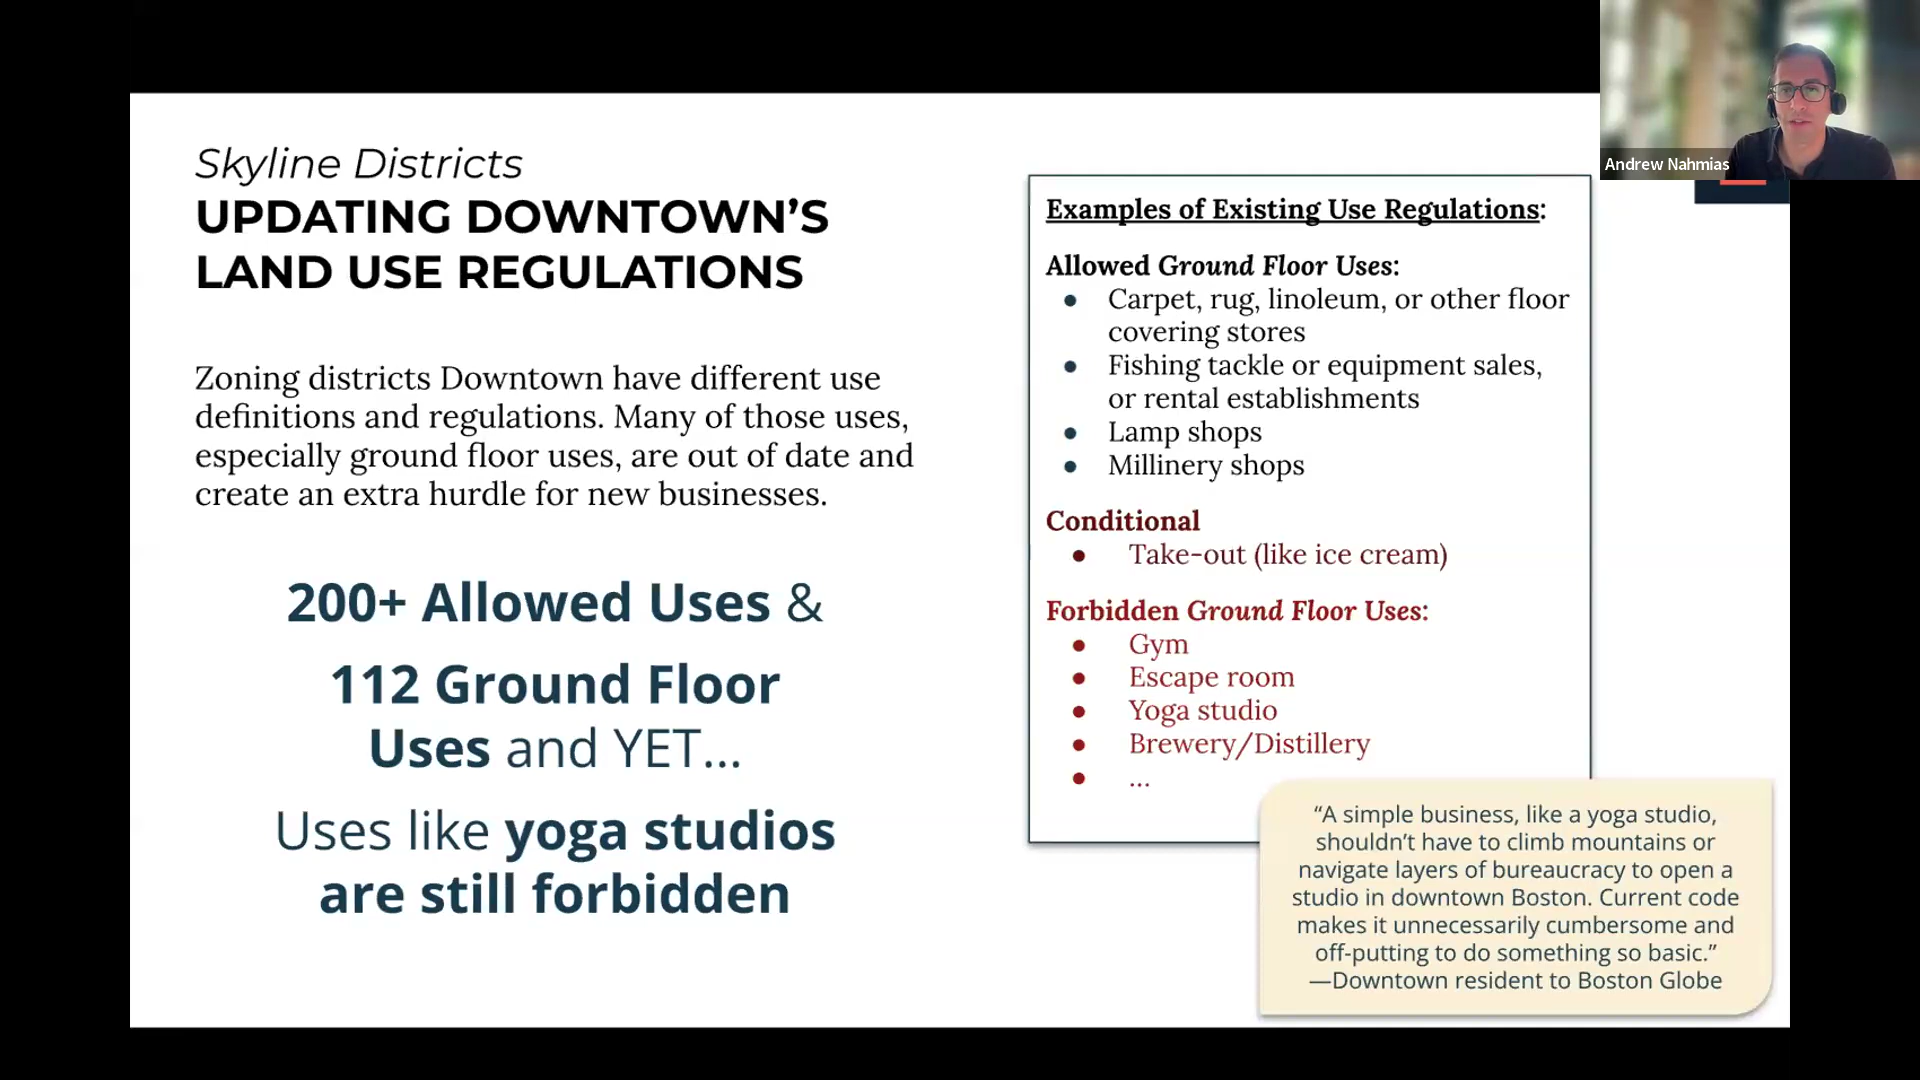 Andrew Nahmias
Skyline Districts
UPDATING DOWNTOWN’S
LAND USE REGULATIONS
Zoning districts Downtown have different use
definitions and regulations. Many of those uses,
especially ground floor uses, are out of date and
create an extra hurdle for new businesses.
200+ Allowed Uses &
112 Ground Floor
Uses and YET...
Uses like yoga studios
are still forbidden
Examples of Existing Use Regulations:
Allowed Ground Floor Uses:
● Carpet, rug, linoleum, or other floor
covering stores
● Fishing tackle or equipment sales,
or rental establishments
● Lamp shops
● Millinery shops
Conditional
● Take-out (like ice cream)
Forbidden Ground Floor Uses:
● Gym
● Escape room
● Yoga studio
● Brewery/Distillery
● ...
“A simple business, like a yoga studio,
shouldn’t have to climb mountains or
navigate layers of bureaucracy to open a
studio in downtown Boston. Current code
makes it unnecessarily cumbersome and
off-putting to do something so basic.”
—Downtown resident to Boston Globe